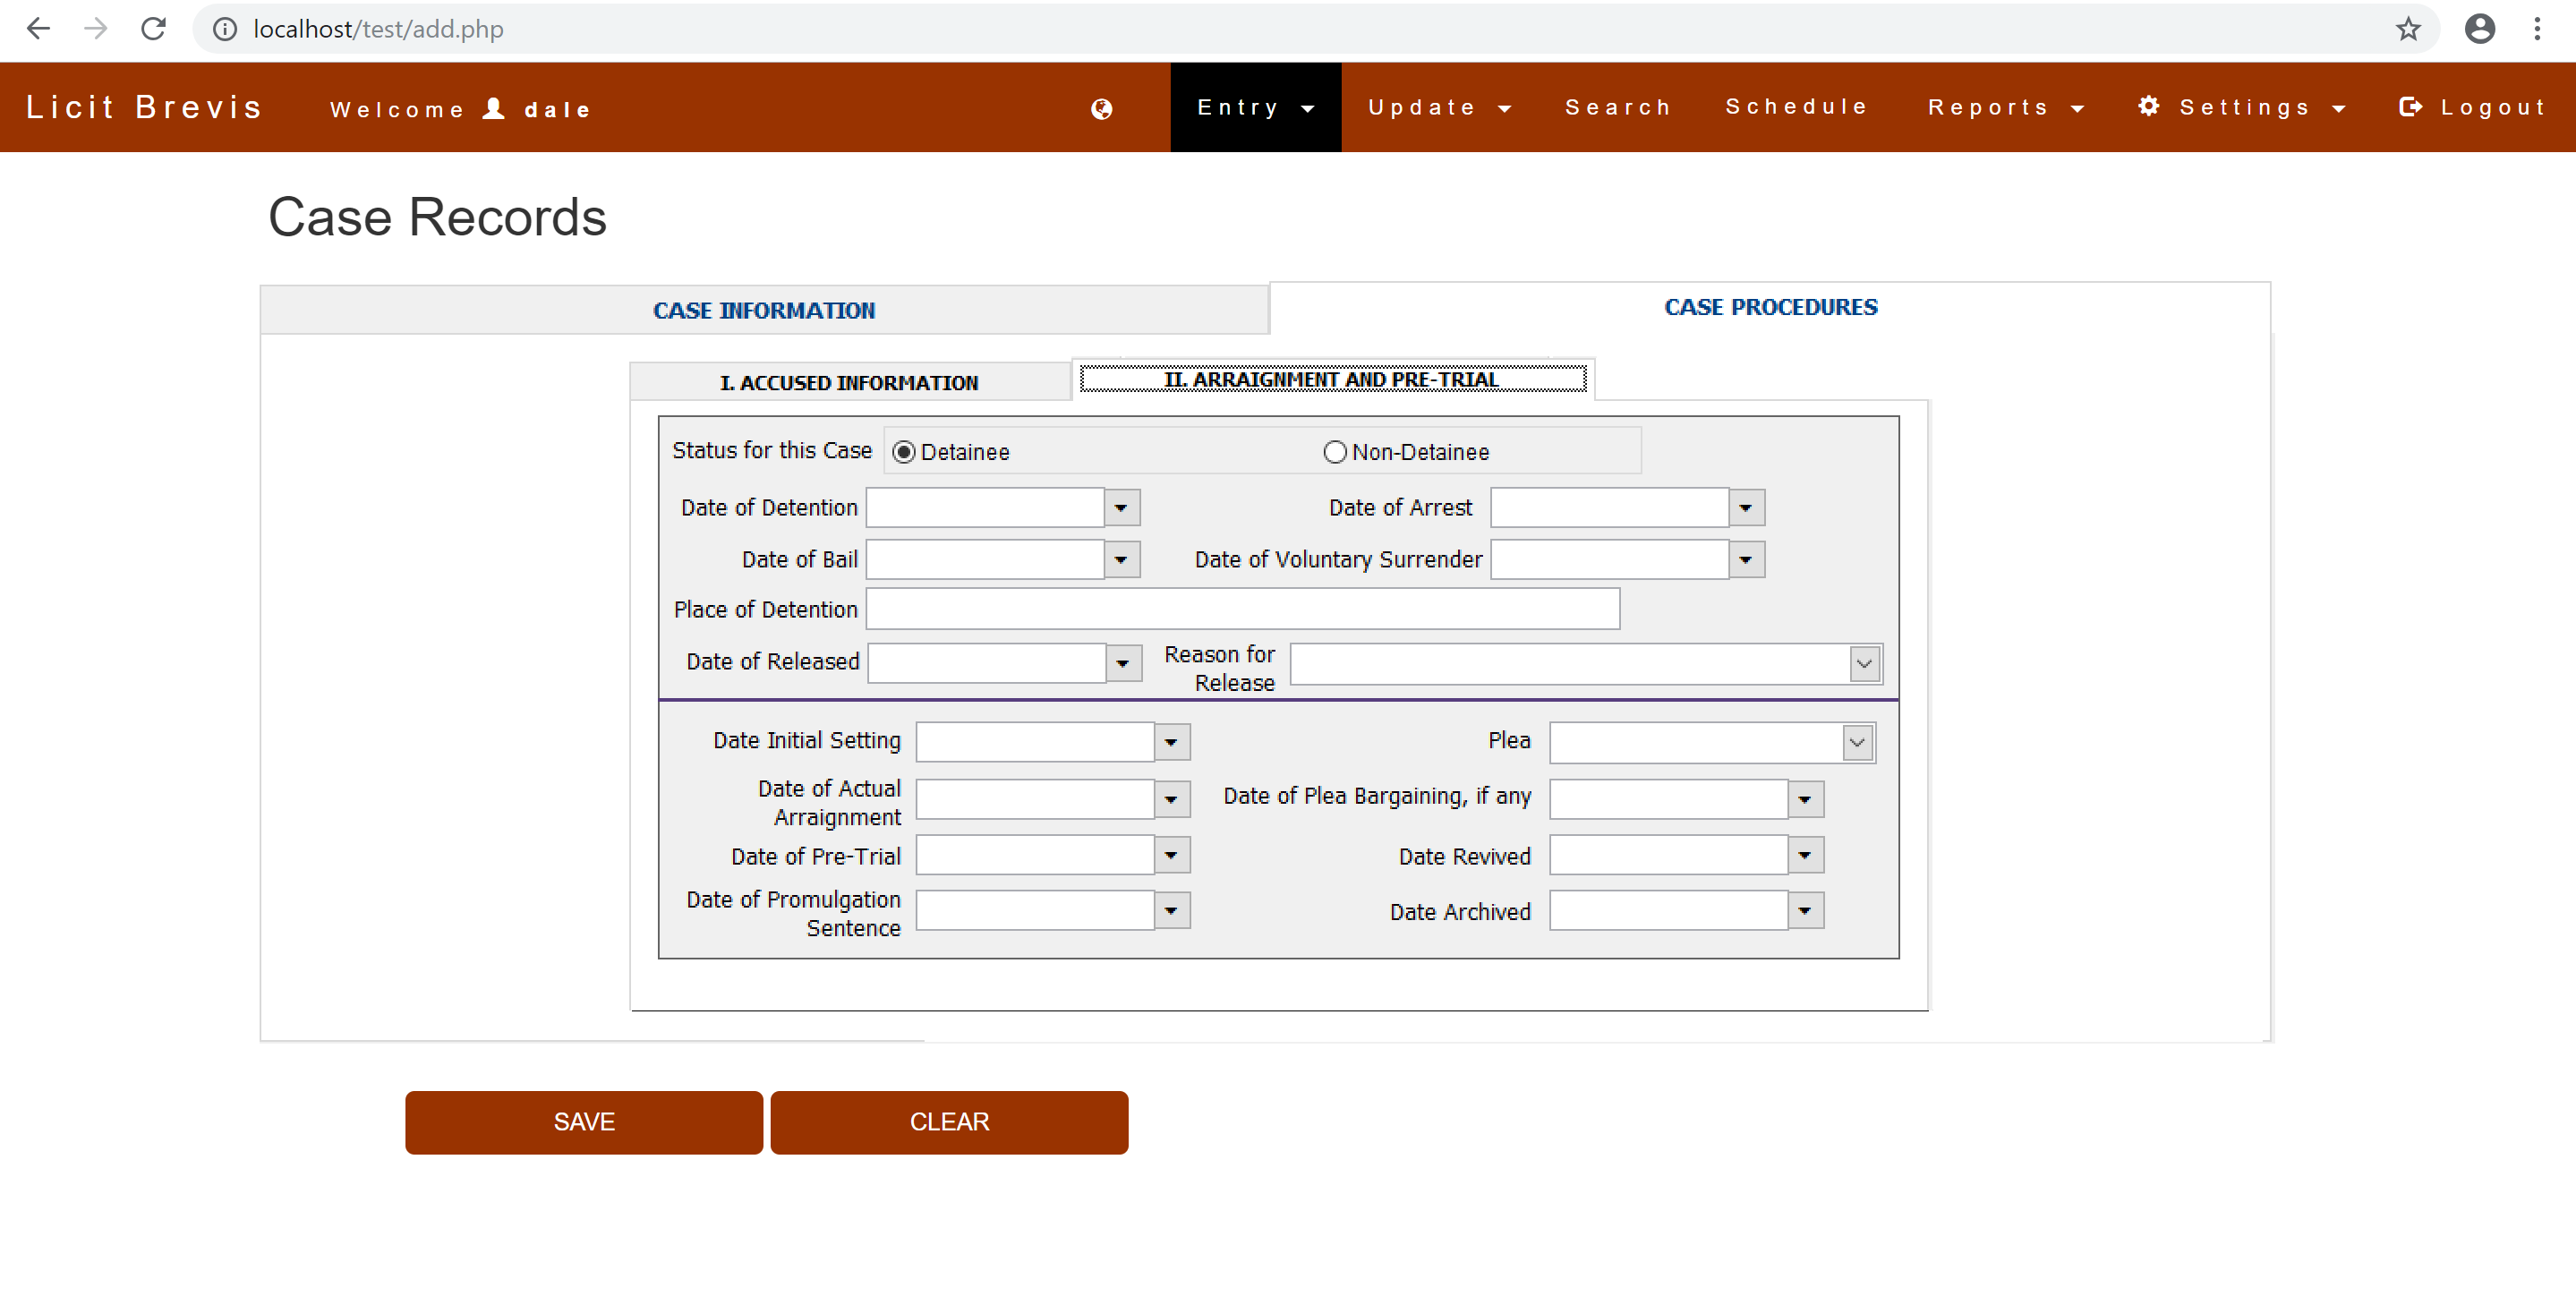 localhost/test/add.php
Licit Brevis Welcome dale Entry Update Search Schedule Reports Settings Logout
Case Records
CASE INFORMATION CASE PROCEDURES
I. ACCUSED INFORMATION II. ARRAIGNMENT AND PRE-TRIAL
Status for this Case Detainee Non-Detainee
Date of Detention Date of Arrest
Date of Bail Date of Voluntary Surrender
Place of Detention
Date of Released Reason for
Release
Date Initial Setting Plea
Date of Actual
Arraignment Date of Plea Bargaining, if any
Date of Pre-Trial Date Revived
Date of Promulgation
Sentence Date Archived
SAVE CLEAR